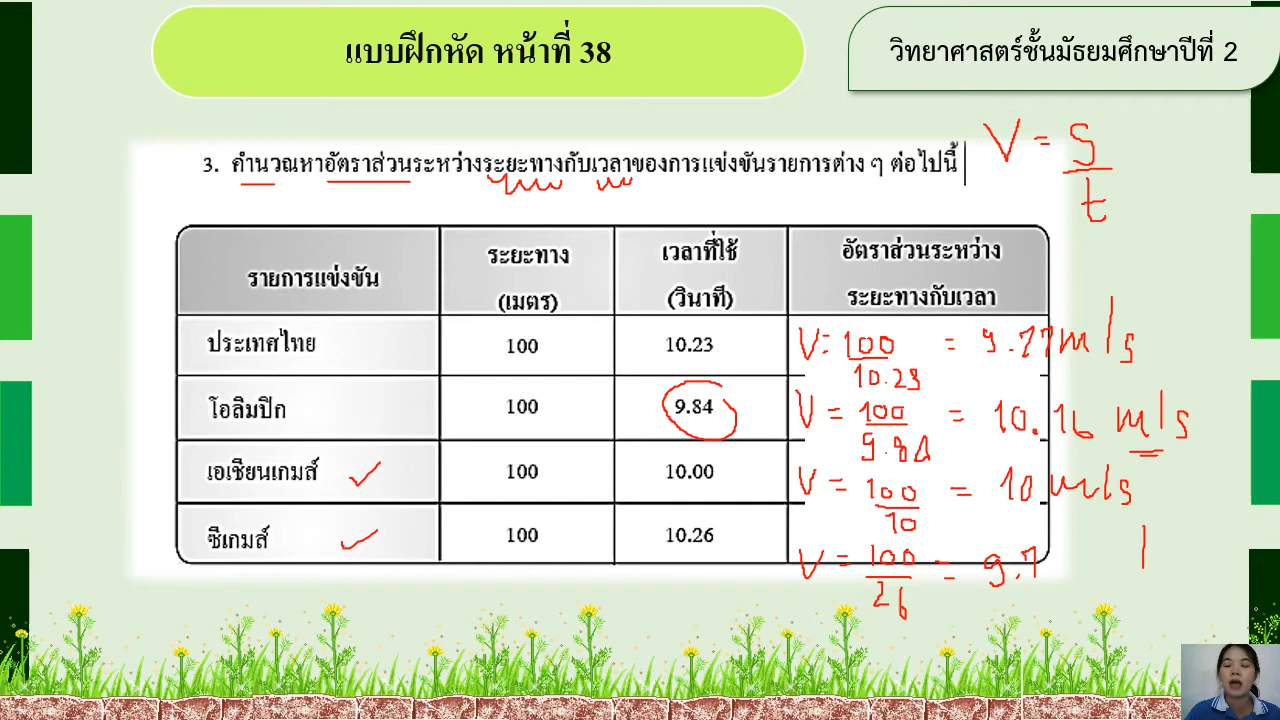 แบบฝึกหัด หน้าที่ 38
วิทยาศาสตร์ชั้นมัธยมศึกษาปีที่ 2
3. คำนวณหาอัตราส่วนระหว่างระยะทางกับเวลาของการแข่งขันรายการต่าง ๆ ต่อไปนี้
V = S/t
รายการแข่งขัน ระยะทาง (เมตร) เวลาที่ใช้ (วินาที) อัตราส่วนระหว่าง ระยะทางกับเวลา
ประเทศไทย 100 10.23 V = 100/10.23 = 9.77 m/s
โอลิมปิก 100 9.84 V = 100/9.84 = 10.16 m/s
เอเชียนเกมส์ 100 10.00 V = 100/10 = 10 m/s
ซีเกมส์ 100 10.26 V = 100/26 = 9.7